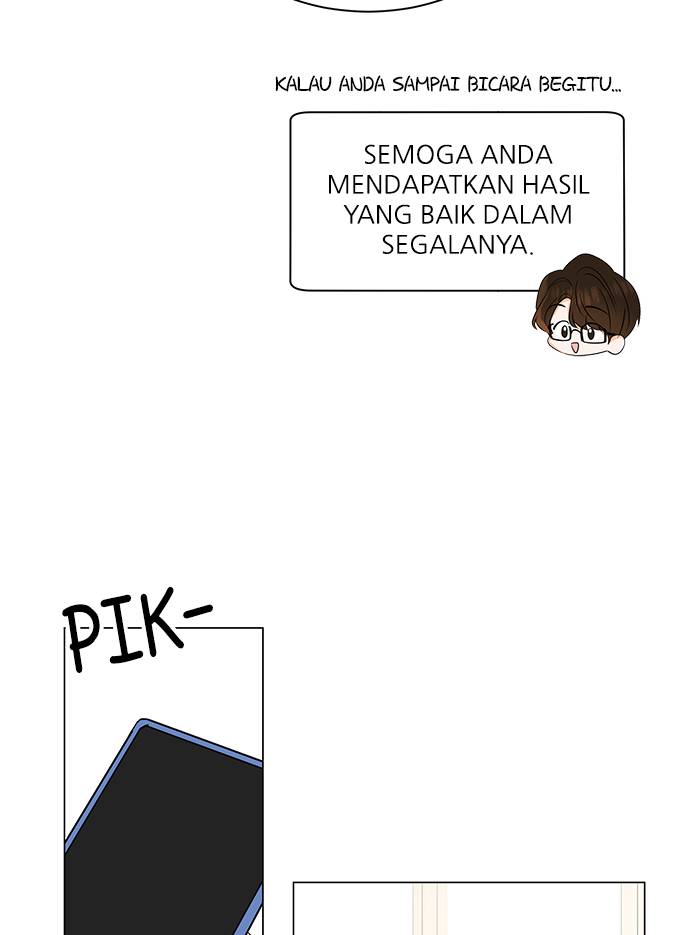 KALAU ANDA SAMPAI BICARA BEGITU...
SEMOGA ANDA
MENDAPATKAN HASIL
YANG BAIK DALAM
SEGALANYA.
PIK-